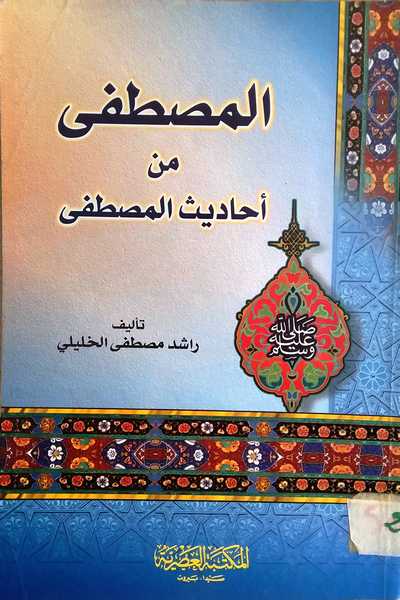 المصطفى
من
أحاديث المصطفى
صلى الله
عليه
وسلم
تأليف
راشد مصطفى الخليلي
المكتبة العصرية
صيدا - بيروت